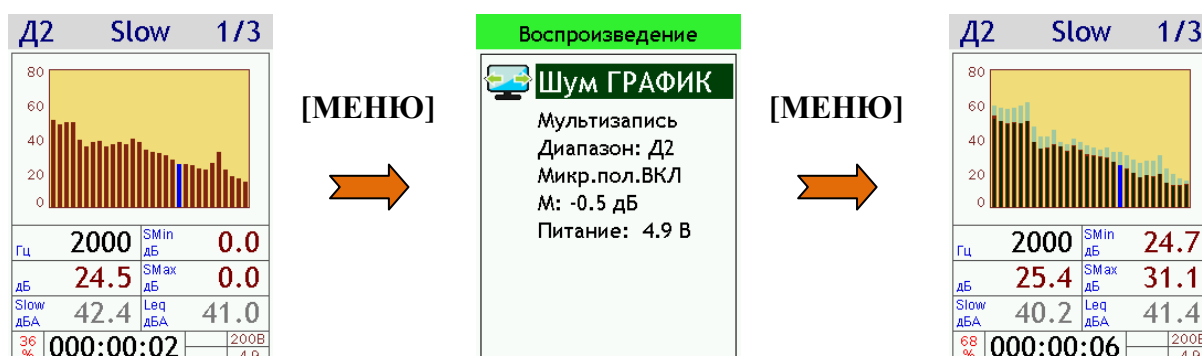 Д2 Slow 1/3
80
60
40
20
0
Гц 2000 SMin дБ 0.0
дБ 24.5 SMax дБ 0.0
Slow дБА 42.4 Leq дБА 41.0
36 % 000:00:02 200В 4.9
[МЕНЮ]
Воспроизведение
Шум ГРАФИК
Мультизапись
Диапазон: Д2
Микр.пол.ВКЛ
М: -0.5 дБ
Питание: 4.9 В
[МЕНЮ]
Д2 Slow 1/3
80
60
40
20
0
Гц 2000 SMin дБ 24.7
дБ 25.4 SMax дБ 31.1
Slow дБА 40.2 Leq дБА 41.4
68 % 000:00:06